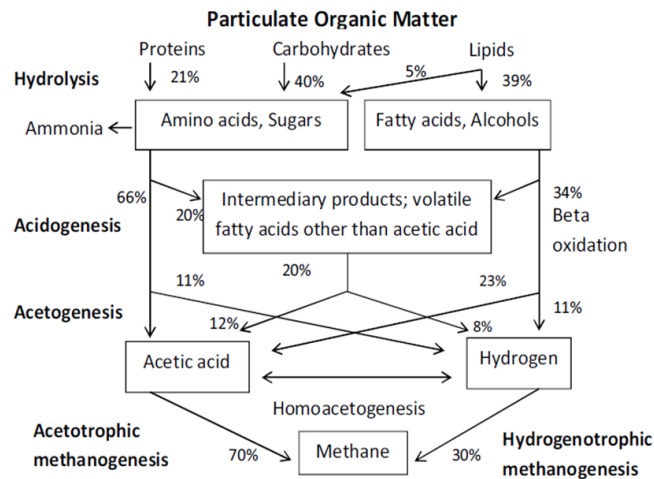 Particulate Organic Matter
Proteins
Carbohydrates
Lipids
Hydrolysis
21%
40%
5%
39%
Ammonia
Amino acids, Sugars
Fatty acids, Alcohols
66%
20%
Intermediary products; volatile
fatty acids other than acetic acid
34%
Beta
oxidation
Acidogenesis
20%
11%
23%
11%
Acetogenesis
12%
8%
Acetic acid
Hydrogen
Homoacetogenesis
Acetotrophic
methanogenesis
70%
Methane
30%
Hydrogenotrophic
methanogenesis